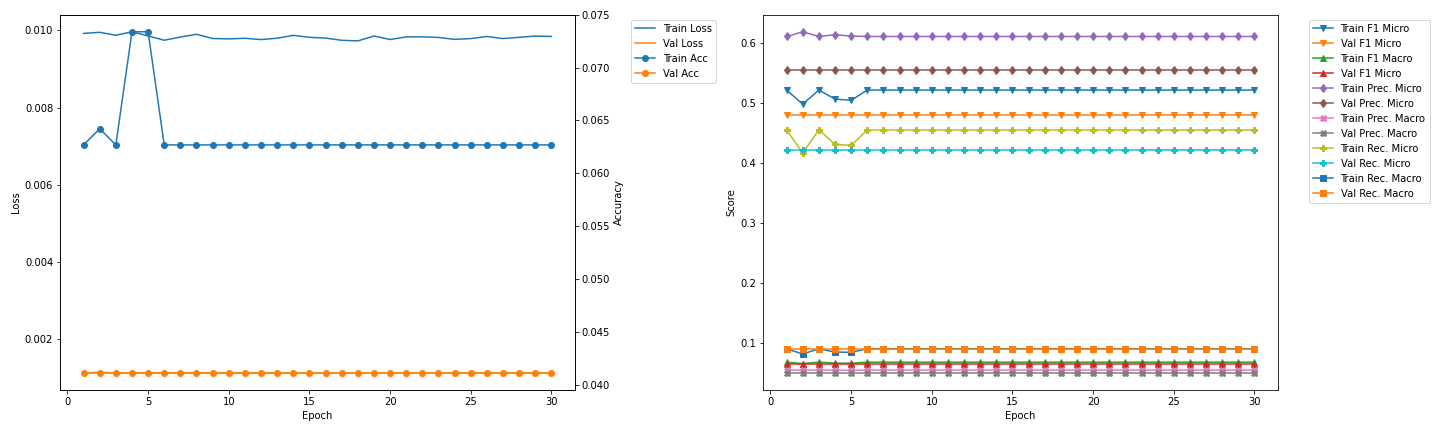 0.010
0.008
0.006
0.004
0.002
Loss
0
5
10
15
20
25
30
Epoch
0.075
0.070
0.065
0.060
0.055
0.050
0.045
0.040
Accuracy
Train Loss
Val Loss
Train Acc
Val Acc
0.6
0.5
0.4
0.3
0.2
0.1
Score
0
5
10
15
20
25
30
Epoch
Train F1 Micro
Val F1 Micro
Train F1 Macro
Val F1 Micro
Train Prec. Micro
Val Prec. Micro
Train Prec. Macro
Val Prec. Macro
Train Rec. Micro
Val Rec. Micro
Train Rec. Macro
Val Rec. Macro